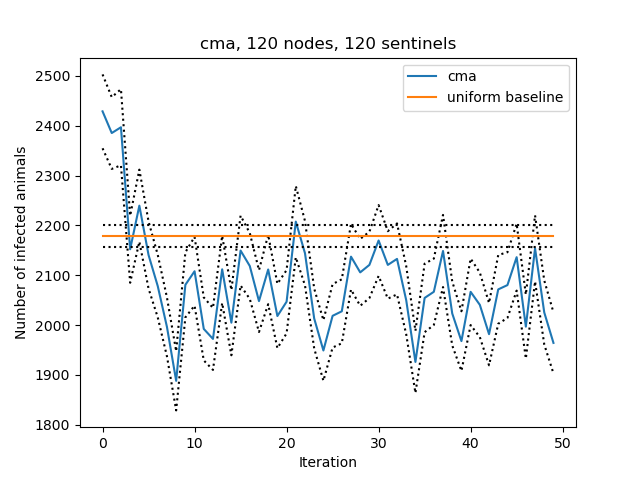 cma, 120 nodes, 120 sentinels
cma
uniform baseline
Number of infected animals
2500
2400
2300
2200
2100
2000
1900
1800
0 10 20 30 40 50
Iteration